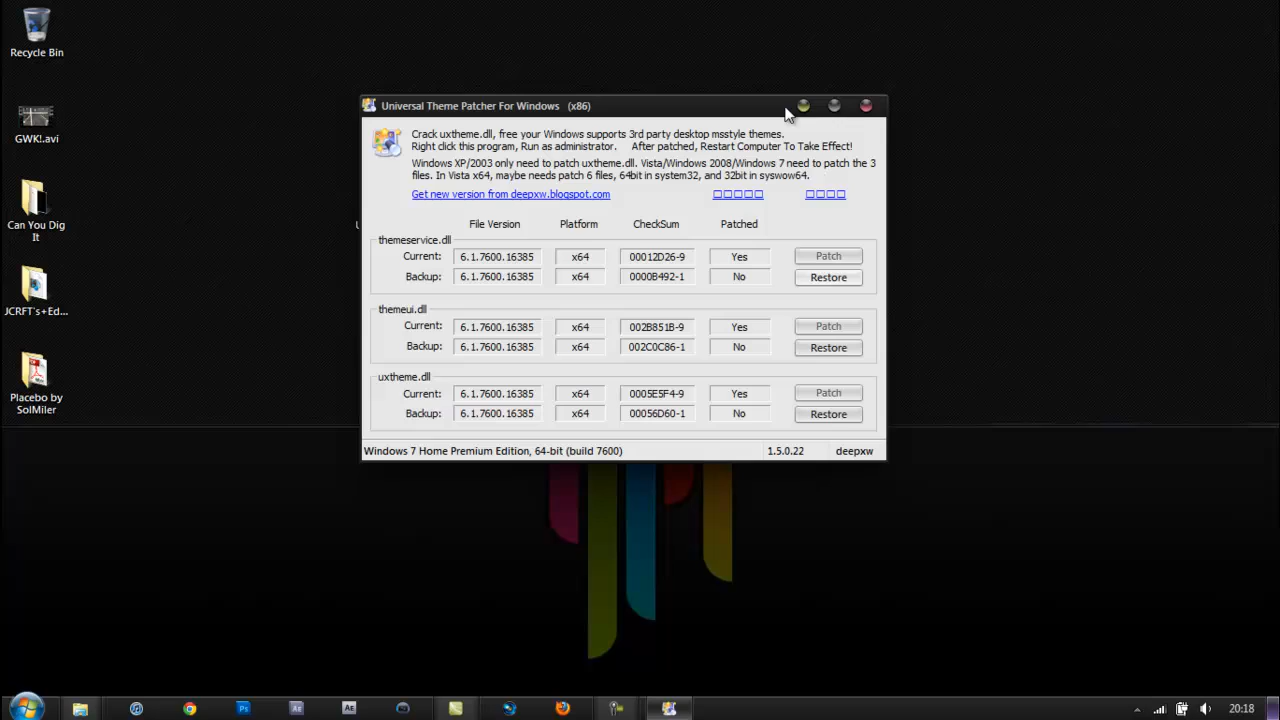 Recycle Bin
GWK!.avi
Can You Dig
It
JCRFT's+Ed...
Placebo by
SolMiler
Universal Theme Patcher For Windows (x86)
Crack uxtheme.dll, free your Windows supports 3rd party desktop msstyle themes.
Right click this program, Run as administrator. After patched, Restart Computer To Take Effect!
Windows XP/2003 only need to patch uxtheme.dll. Vista/Windows 2008/Windows 7 need to patch the 3
files. In Vista x64, maybe needs patch 6 files, 64bit in system32, and 32bit in syswow64.
Get new version from deepxw.blogspot.com
File Version Platform CheckSum Patched
themeservice.dll
Current: 6.1.7600.16385 x64 00012D26-9 Yes Patch
Backup: 6.1.7600.16385 x64 0000B492-1 No Restore
themeui.dll
Current: 6.1.7600.16385 x64 002B851B-9 Yes Patch
Backup: 6.1.7600.16385 x64 002C0C86-1 No Restore
uxtheme.dll
Current: 6.1.7600.16385 x64 0005E5F4-9 Yes Patch
Backup: 6.1.7600.16385 x64 00056D60-1 No Restore
Windows 7 Home Premium Edition, 64-bit (build 7600) 1.5.0.22 deepxw
Ps Ae Ae 20:18